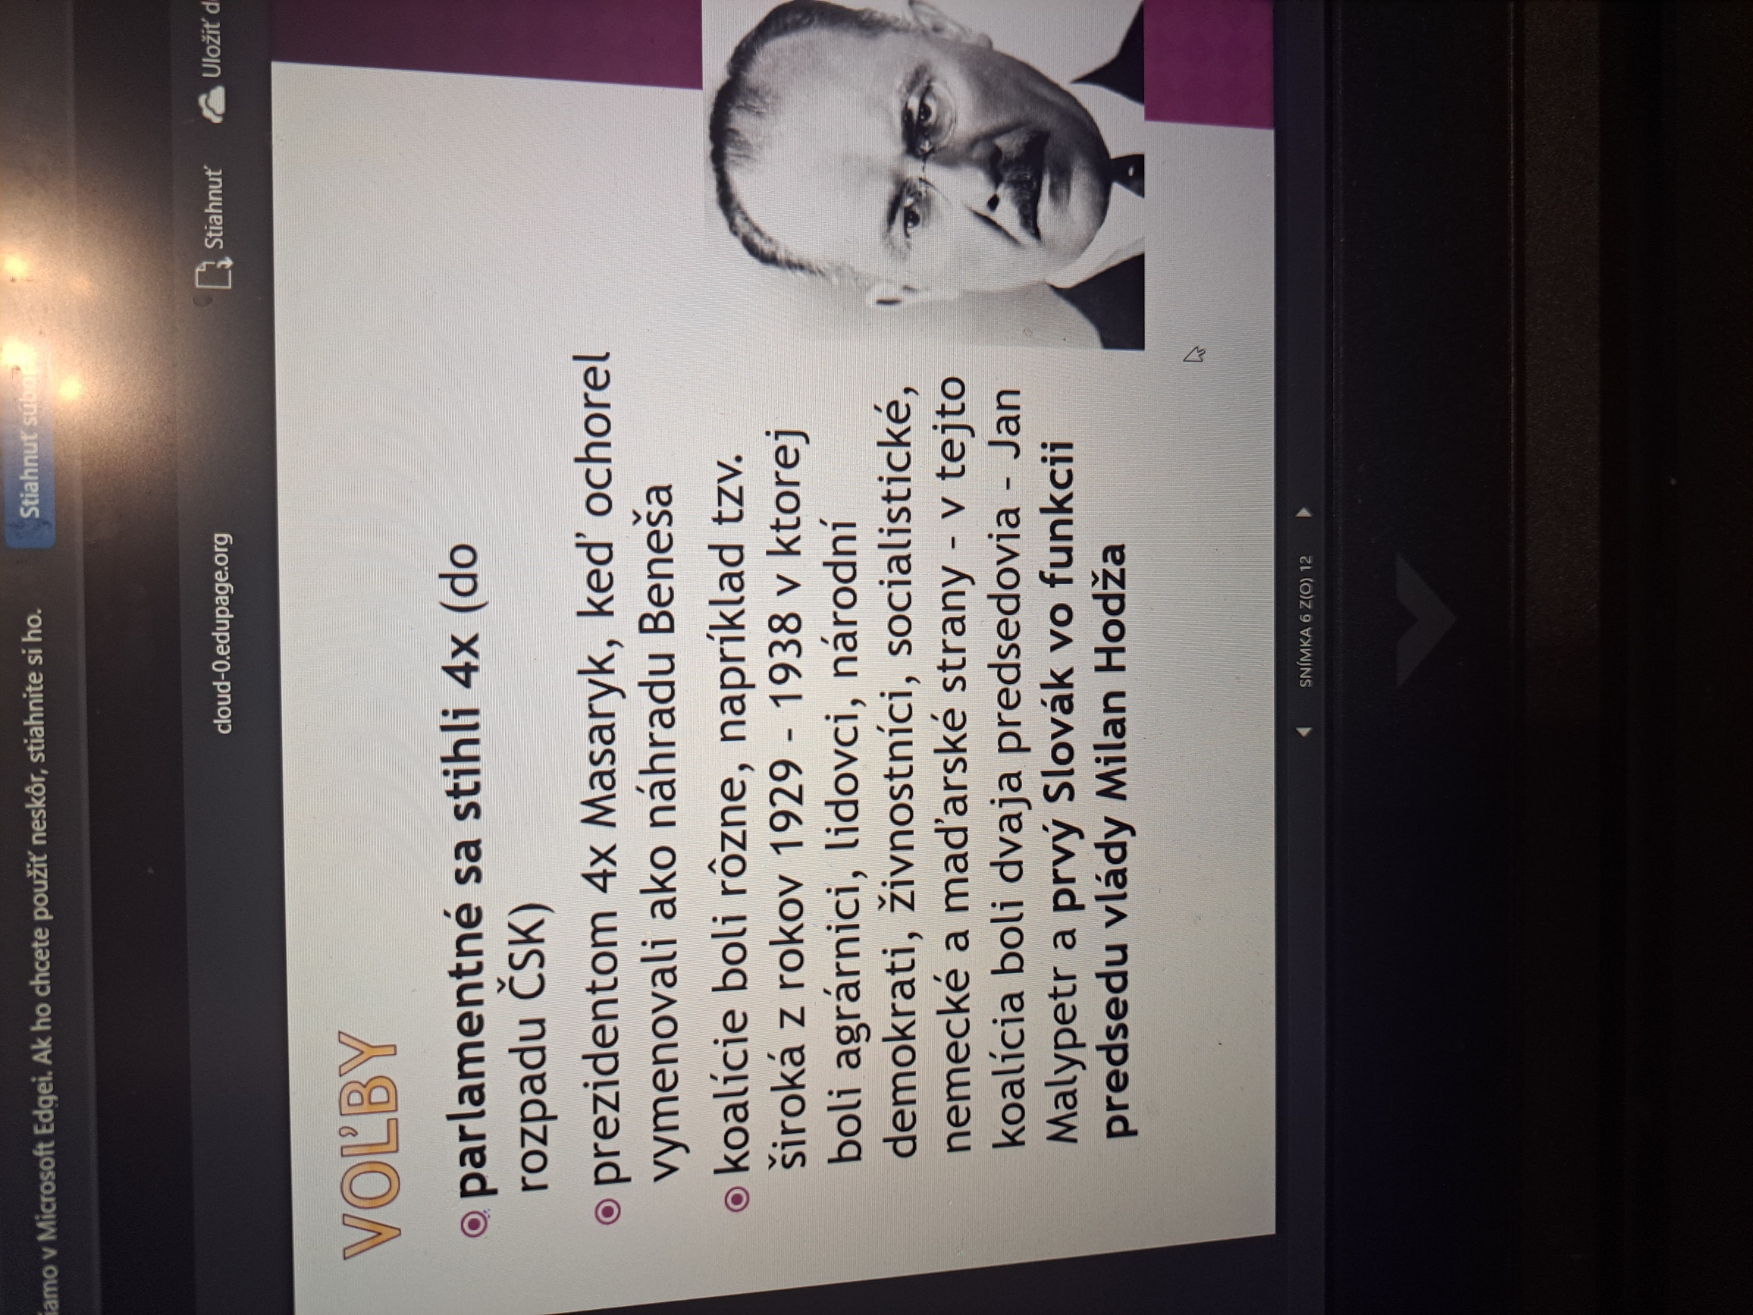 v Microsoft Edgei. Ak ho chcete použiť neskôr, stiahnite si ho.
Stiahnuť súbor
cloud-0.edupage.org
Stiahnuť
Uložiť d
VOĽBY
parlamentné sa stihli 4x (do
rozpadu ČSK)
prezidentom 4x Masaryk, keď ochorel
vymenovali ako náhradu Beneša
koalície boli rôzne, napríklad tzv.
široká z rokov 1929 - 1938 v ktorej
boli agrárnici, lidovci, národní
demokrati, živnostníci, socialistické,
nemecké a maďarské strany - v tejto
koalícia boli dvaja predsedovia - Jan
Malypetr a prvý Slovák vo funkcii
predsedu vlády Milan Hodža
SNÍMKA 6 Z(O) 12